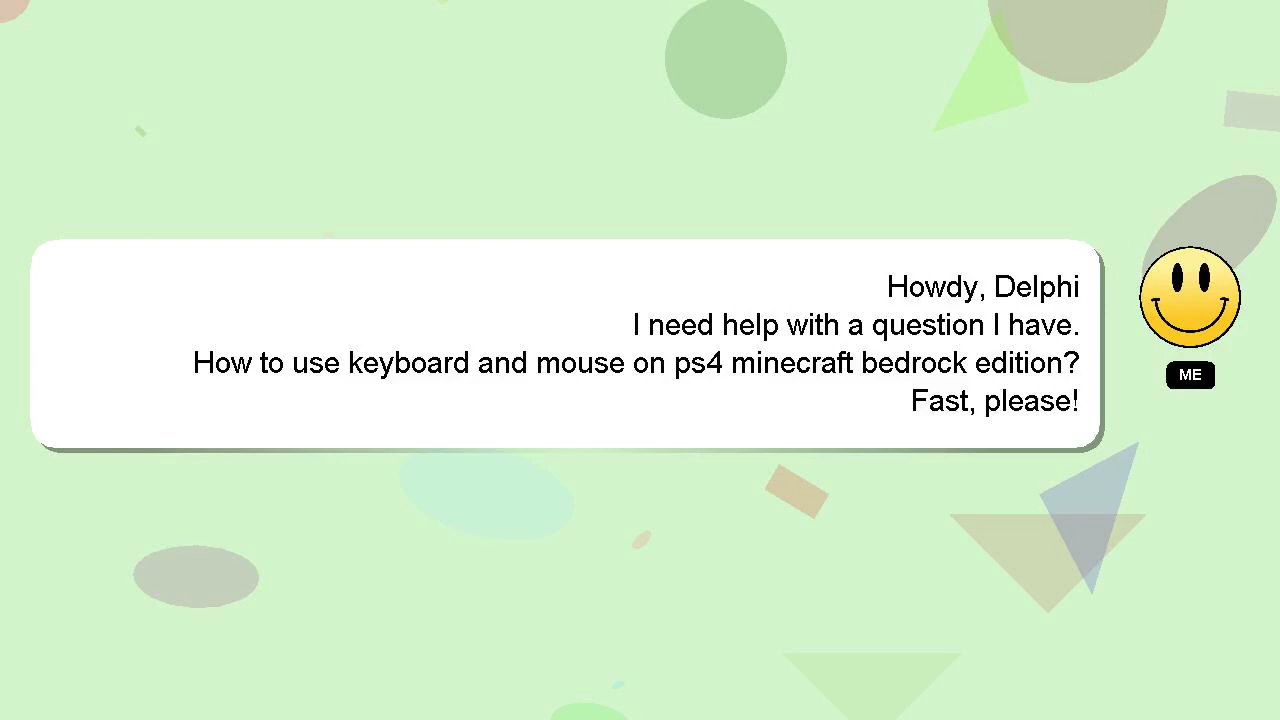 Howdy, Delphi
I need help with a question I have.
How to use keyboard and mouse on ps4 minecraft bedrock edition?
Fast, please!
ME